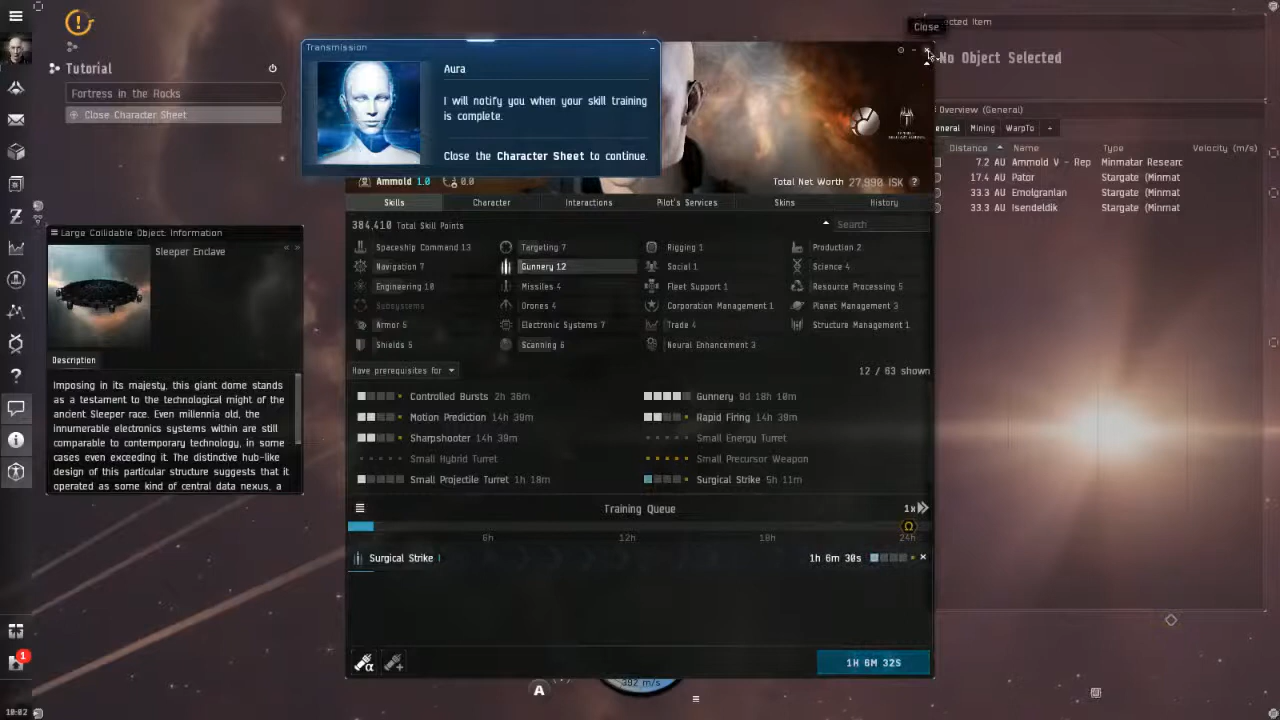 Tutorial
Fortress in the Rocks
Close Character Sheet
Transmission
Aura
I will notify you when your skill training
is complete.
Close the Character Sheet to continue.
Close
No Object Selected
Overview (General)
Mining
WarpTo
+
Distance
Name
Type
Velocity (m/s)
7.2 AU Ammold V - Rep Minmatar Researc
17.4 AU Pator Stargate (Minmat
33.3 AU Emolgranlan Stargate (Minmat
33.3 AU Isendeldik Stargate (Minmat
Ammold 1.0
0.0
Total Net Worth 27,990 ISK ?
Skills Character Interactions Pilot's Services Skins History
384,410 Total Skill Points
Search
Spaceship Command 13 Targeting 7 Rigging 1 Production 2
Navigation 7 Gunnery 12 Social 1 Science 4
Engineering 10 Missiles 4 Fleet Support 1 Resource Processing 5
Subsystems Drones 4 Corporation Management 1 Planet Management 3
Armor 5 Electronic Systems 7 Trade 4 Structure Management 1
Shields 5 Scanning 6 Neural Enhancement 3
Have prerequisites for
12 / 63 shown
Controlled Bursts 2h 36m Gunnery 9d 18h 10m
Motion Prediction 14h 39m Rapid Firing 14h 39m
Sharpshooter 14h 39m Small Energy Turret
Small Hybrid Turret Small Precursor Weapon
Small Projectile Turret 1h 18m Surgical Strike 5h 11m
Training Queue
1x
6h 12h 18h 24h
Surgical Strike I 1h 6m 30s
1H 6M 32S
Large Collidable Object: Information
Sleeper Enclave
Description
Imposing in its majesty, this giant dome stands
as a testament to the technological might of the
ancient Sleeper race. Even millennia old, the
innumerable electronics systems within are still
comparable to contemporary technology, in some
cases even exceeding it. The distinctive hub-like
design of this particular structure suggests that it
operated as some kind of central data nexus, a
1
10:02
A
392 m/s